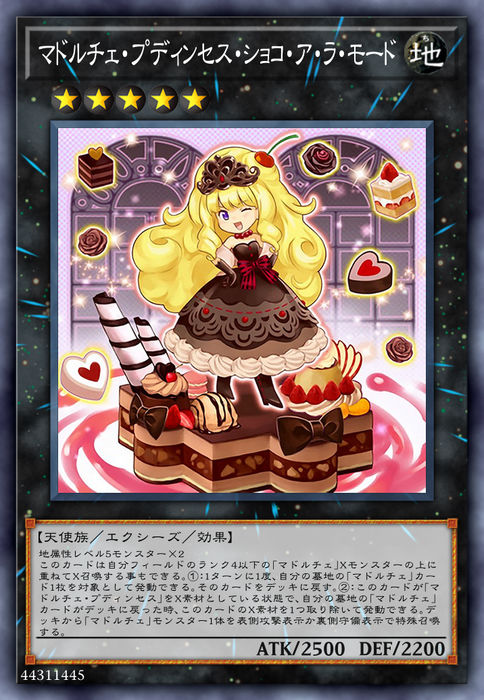 マドルチェ・プディンセス・ショコ・ア・ラ・モード
ち
地
【天使族／エクシーズ／効果】
地属性レベル5モンスター×2
このカードは自分フィールドのランク4以下の「マドルチェ」Xモンスターの上に
重ねてX召喚する事もできる。①:1ターンに1度、自分の墓地の「マドルチェ」カー
ド1枚を対象として発動できる。そのカードをデッキに戻す。②:このカードが「マ
ドルチェ・プディンセス」をX素材としている状態で、自分の墓地の「マドルチェ」
カードがデッキに戻った時、このカードのX素材を1つ取り除いて発動できる。デ
ッキから「マドルチェ」モンスター1体を表側攻撃表示か裏側守備表示で特殊召喚
する。
ATK/2500 DEF/2200
44311445